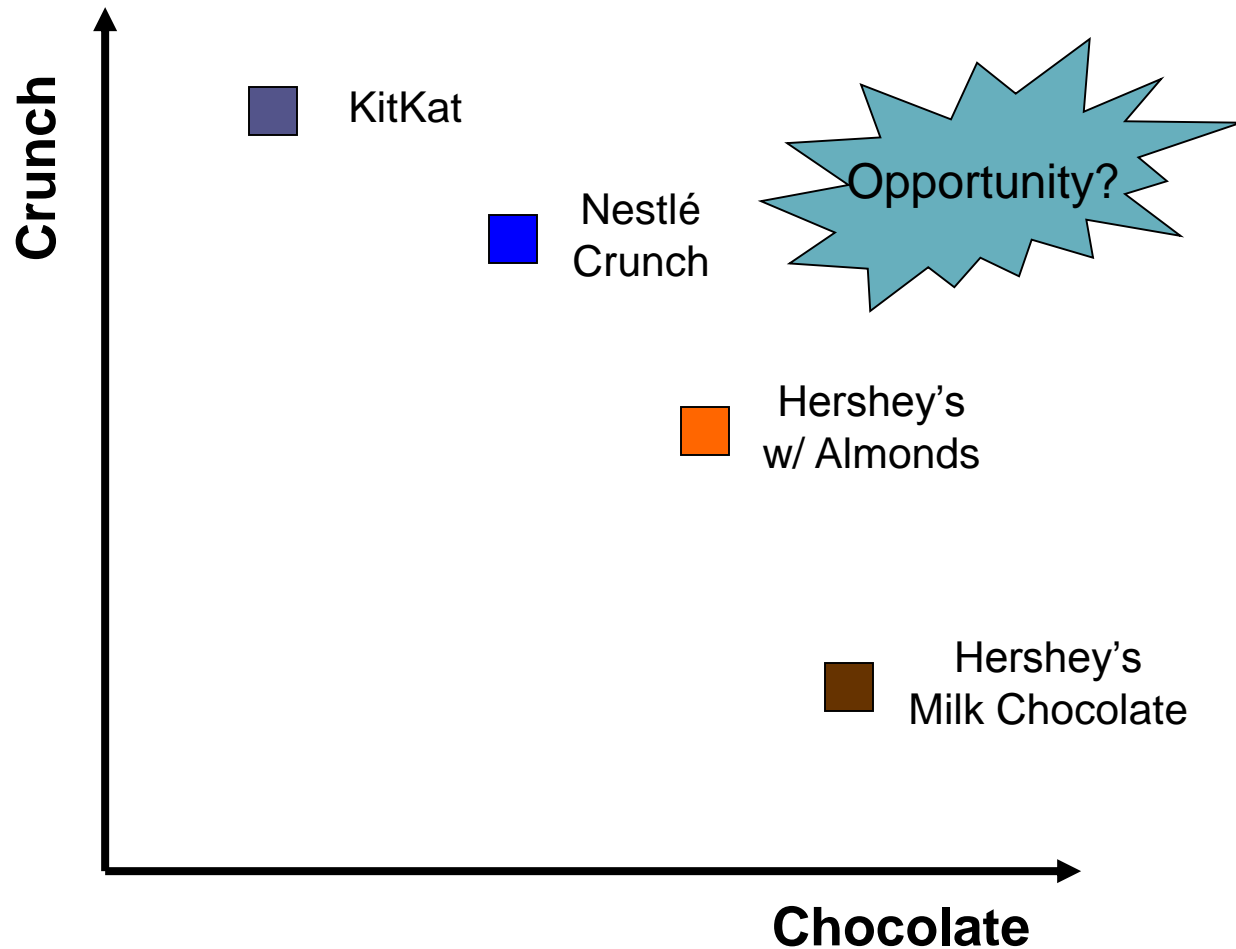 Crunch
KitKat
Opportunity?
Nestlé
Crunch
Hershey’s
w/ Almonds
Hershey’s
Milk Chocolate
Chocolate